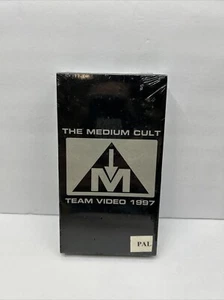 THE MEDIUM CULT
M
TEAM VIDEO 1997
PAL